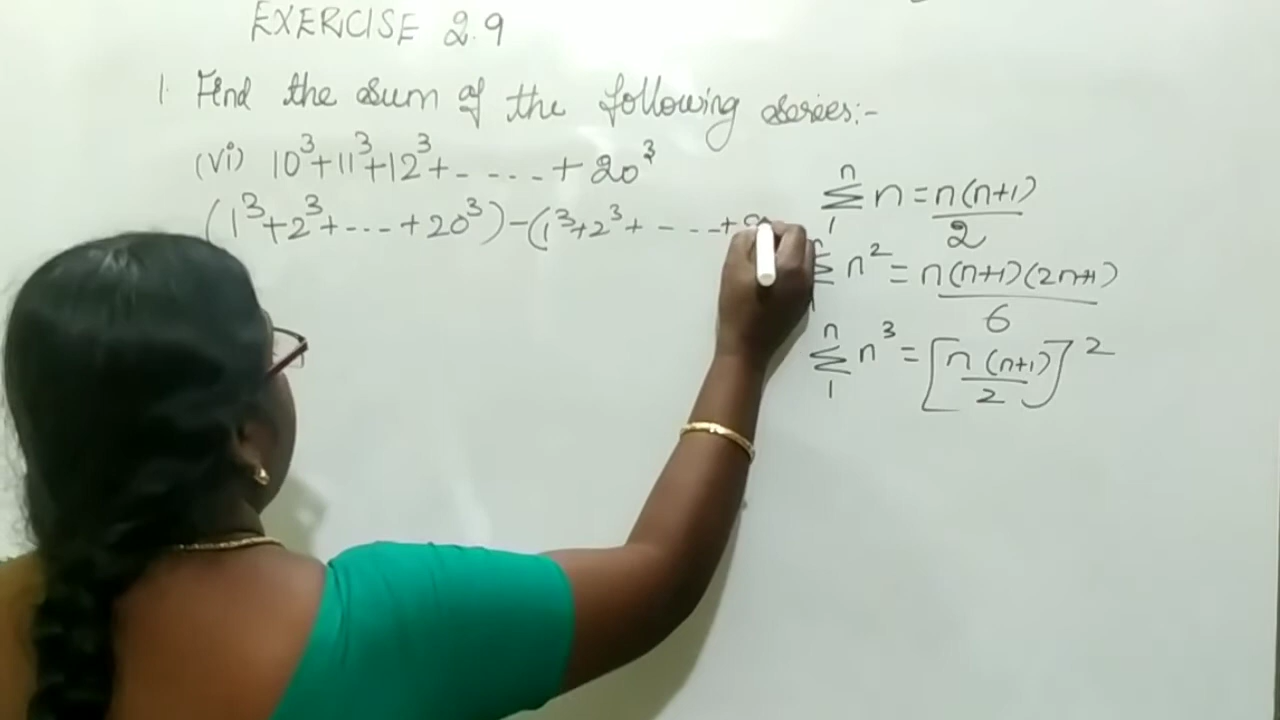 EXERCISE 2.9
1. Find the sum of the following series:-
(vi) 10³+11³+12³+-----+20³
(1³+2³+---+20³)-(1³+2³+----+9
n
Σ n = n(n+1)/2
1
Σ n² = n(n+1)(2n+1)/6
n
Σ n³ = [n(n+1)/2]²
1